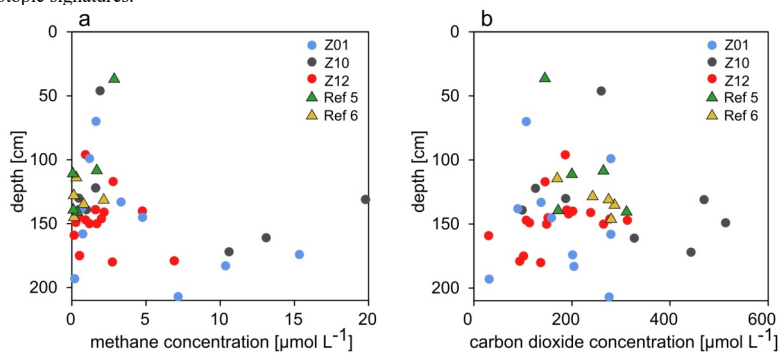 otopic signatures.
a
b
0
50
100
150
200
depth [cm]
0
5
10
15
20
methane concentration [µmol L⁻¹]
Z01
Z10
Z12
Ref 5
Ref 6
0
50
100
150
200
depth [cm]
0
200
400
600
carbon dioxide concentration [µmol L⁻¹]
Z01
Z10
Z12
Ref 5
Ref 6